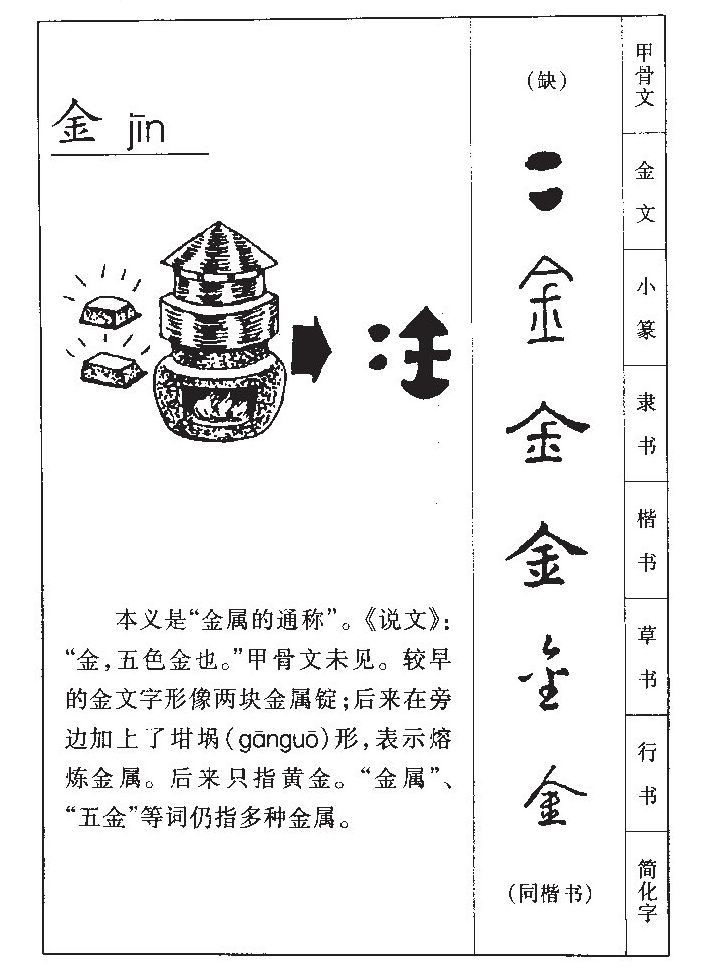 金 jīn
本义是“金属的通称”。《说文》：
“金，五色金也。”甲骨文未见。较早
的金文字形像两块金属锭；后来在旁
边加上了坩埚(gānguō)形，表示熔
炼金属。后来只指黄金。“金属”、
“五金”等词仍指多种金属。
(缺)
甲骨文
金文
金
小篆
金
隶书
金
楷书
金
草书
金
行书
(同楷书)
简化字